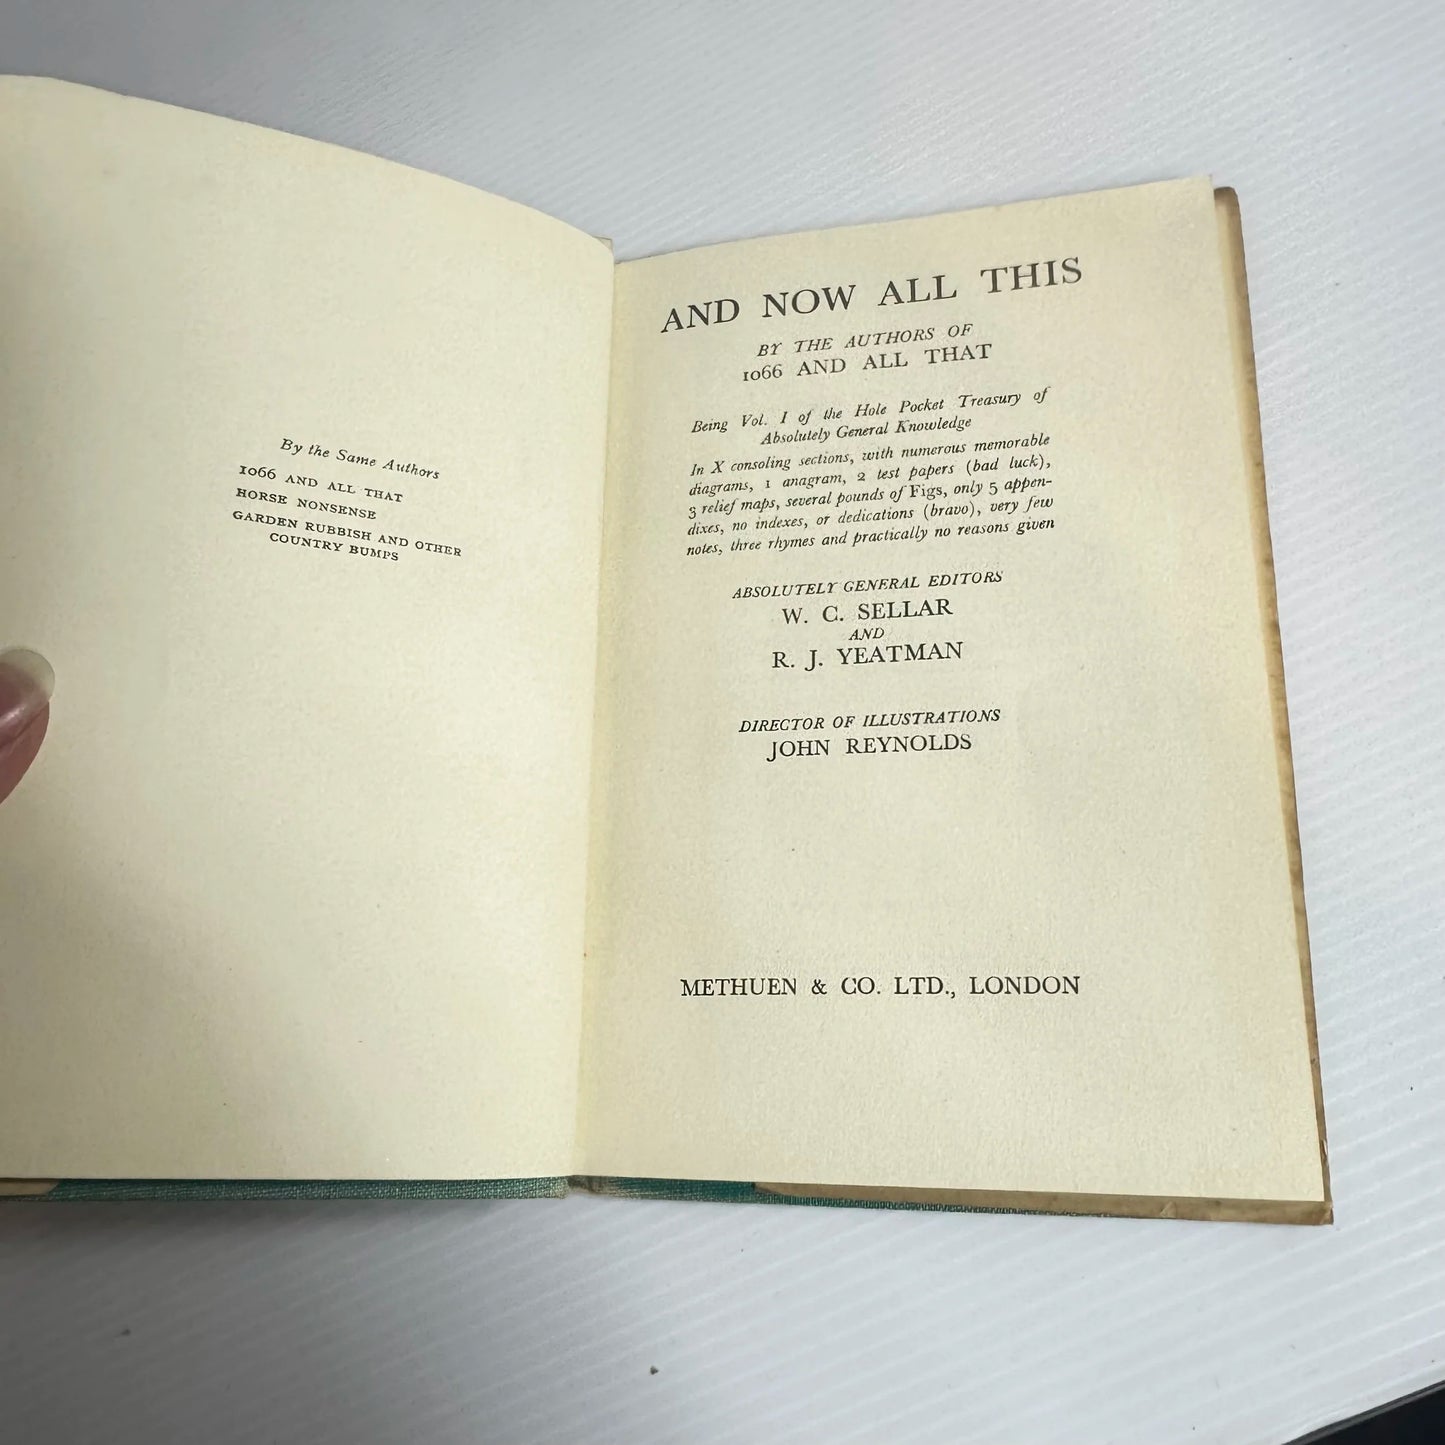 By the Same Authors
1066 AND ALL THAT
HORSE NONSENSE
GARDEN RUBBISH AND OTHER
COUNTRY BUMPS
AND NOW ALL THIS
BY THE AUTHORS OF
1066 AND ALL THAT
Being Vol. I of the Hole Pocket Treasury of
Absolutely General Knowledge
In X consoling sections, with numerous memorable
diagrams, 1 anagram, 2 test papers (bad luck),
3 relief maps, several pounds of Figs, only 5 appen-
dixes, no indexes, or dedications (bravo), very few
notes, three rhymes and practically no reasons given
ABSOLUTELY GENERAL EDITORS
W. C. SELLAR
AND
R. J. YEATMAN
DIRECTOR OF ILLUSTRATIONS
JOHN REYNOLDS
METHUEN & CO. LTD., LONDON